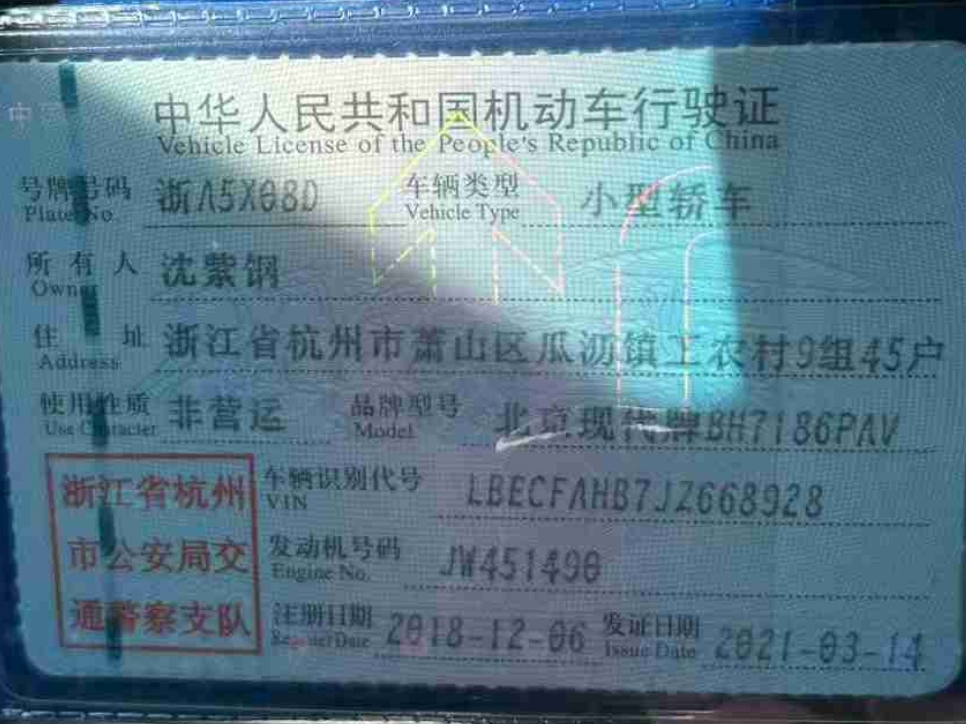 中华人民共和国机动车行驶证
Vehicle License of the People's Republic of China
号牌号码 浙A5X08D 车辆类型 小型轿车
Plate No. Vehicle Type
所有人 沈紫钢
Owner
住址 浙江省杭州市萧山区瓜沥镇工农村9组45户
Address
使用性质 非营运 品牌型号 北京现代牌BH7186PAV
Use Character Model
浙江省杭州 车辆识别代号 LBECFAHB7JZ668928
VIN
市公安局交 发动机号码 JW451490
Engine No.
通警察支队 注册日期 2018-12-06 发证日期 2021-03-14
Register Date Issue Date